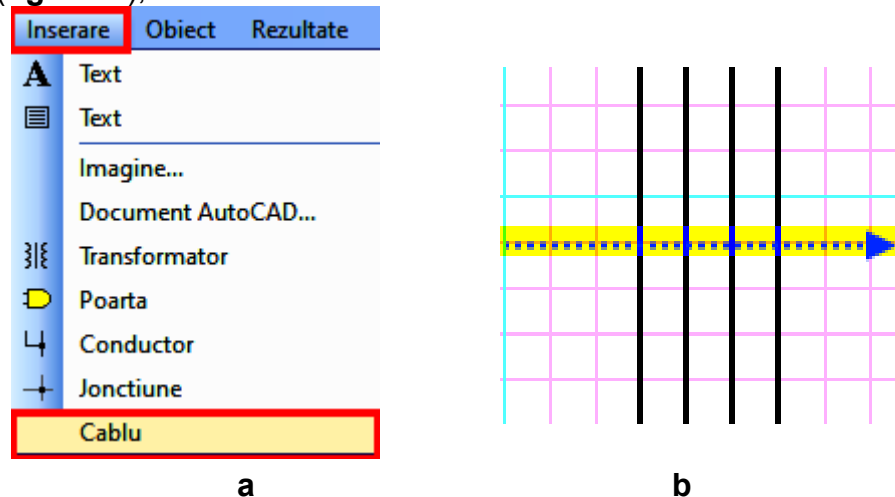 Inserare Obiect Rezultate
Text
Text
Imagine...
Document AutoCAD...
Transformator
Poarta
Conductor
Jonctiune
Cablu
a b